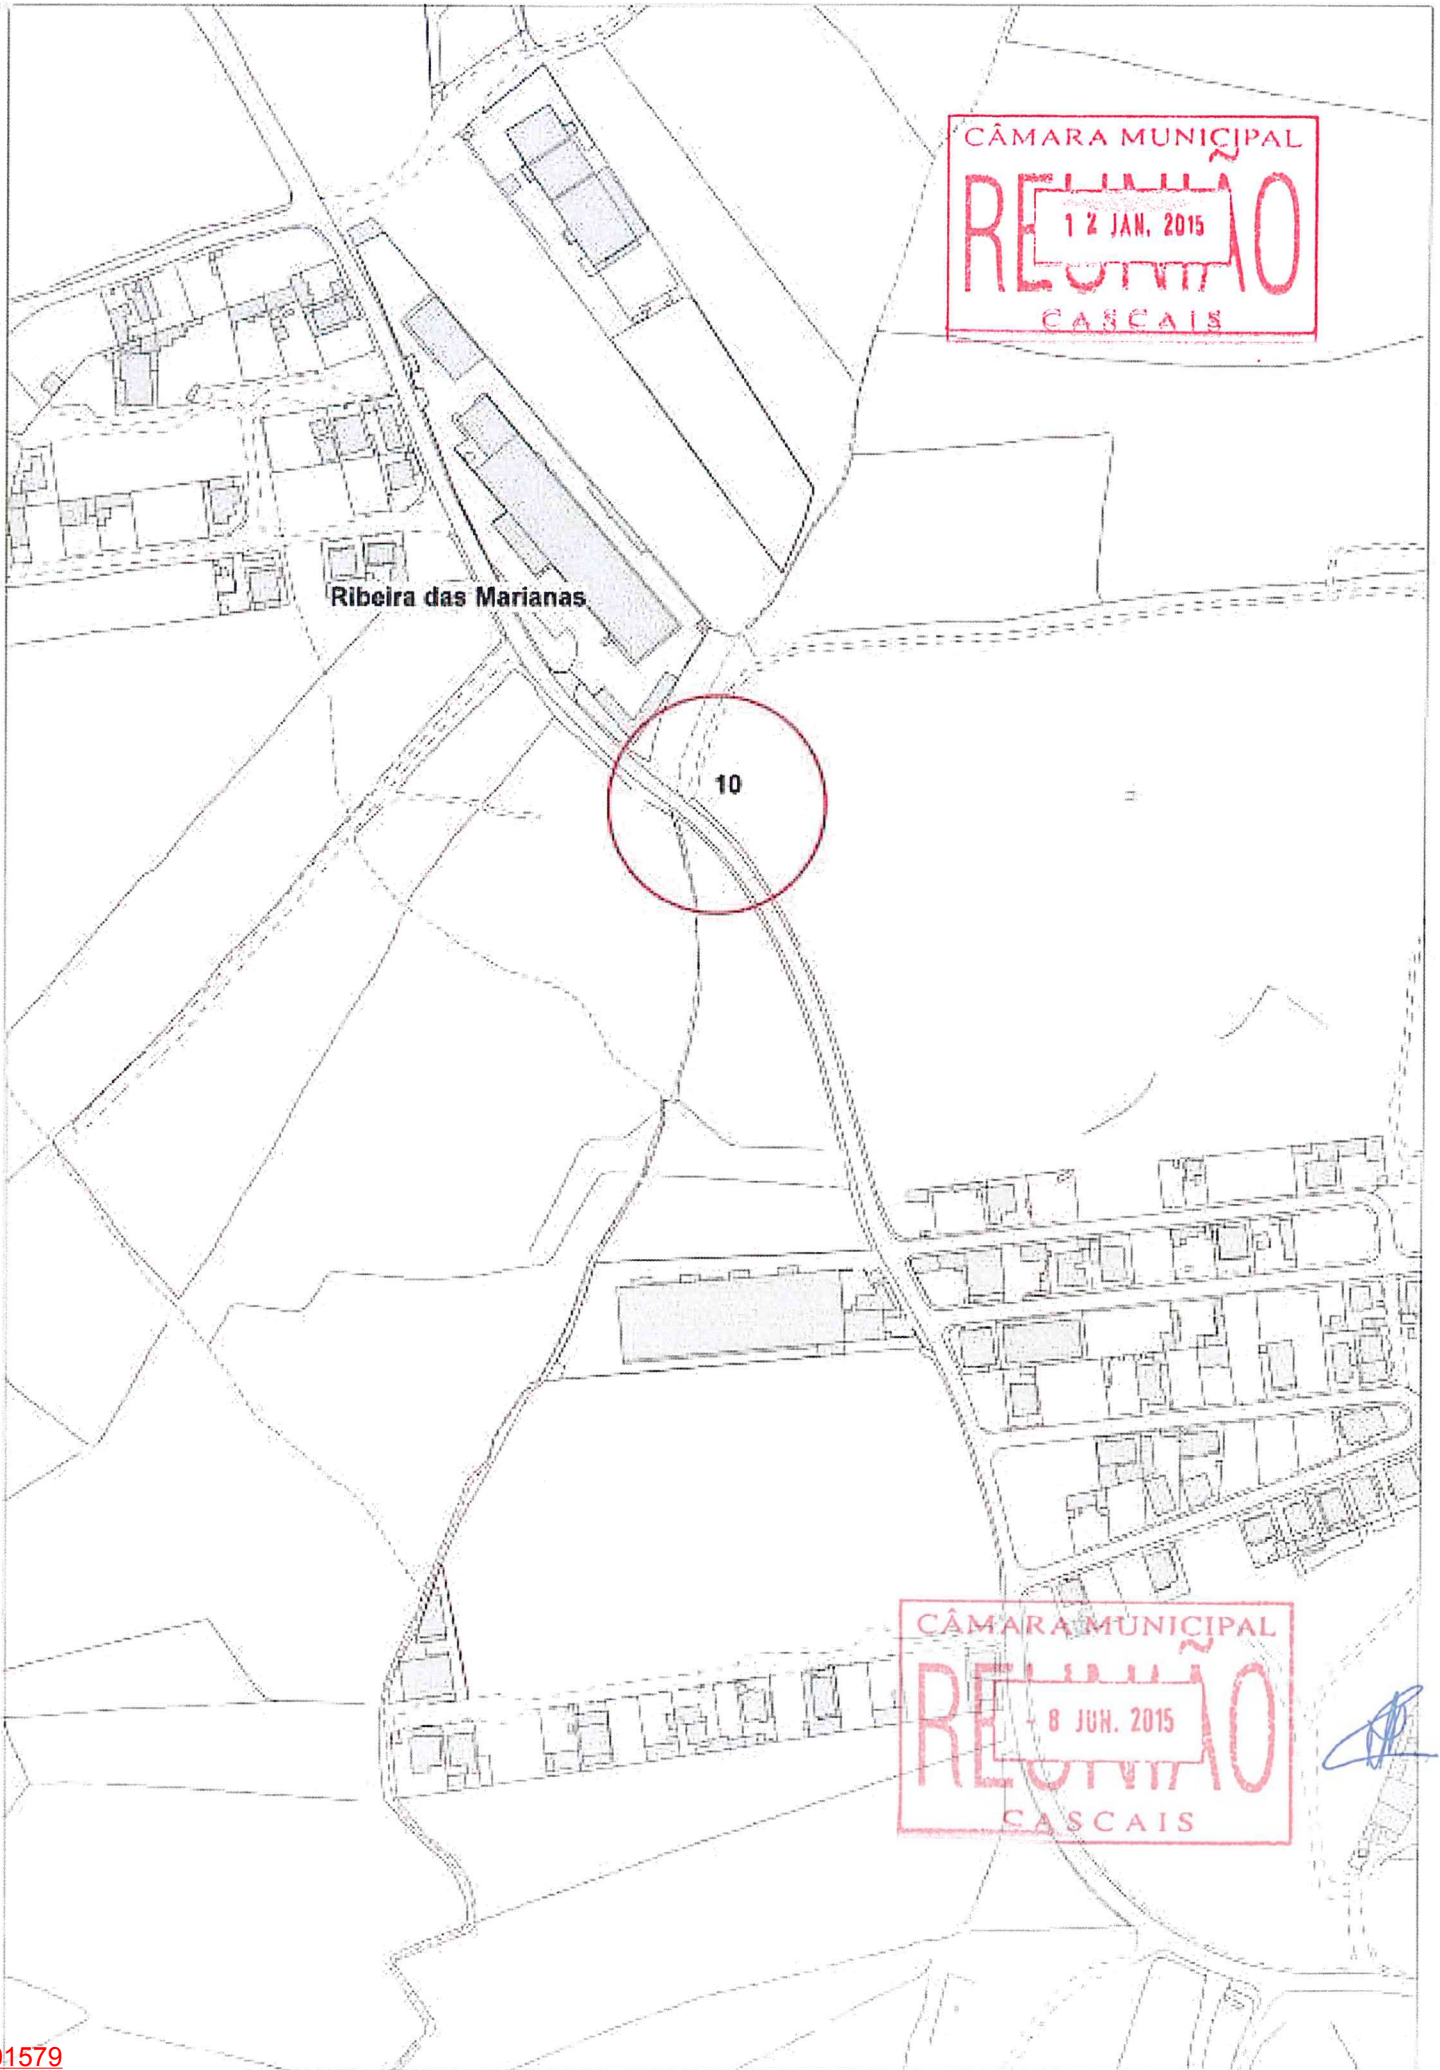 CÂMARA MUNICIPAL
REUNIÃO
12 JAN. 2015
CASCAIS
Ribeira das Marianas
10
CÂMARA MUNICIPAL
REUNIÃO
- 8 JUN. 2015
CASCAIS
01579